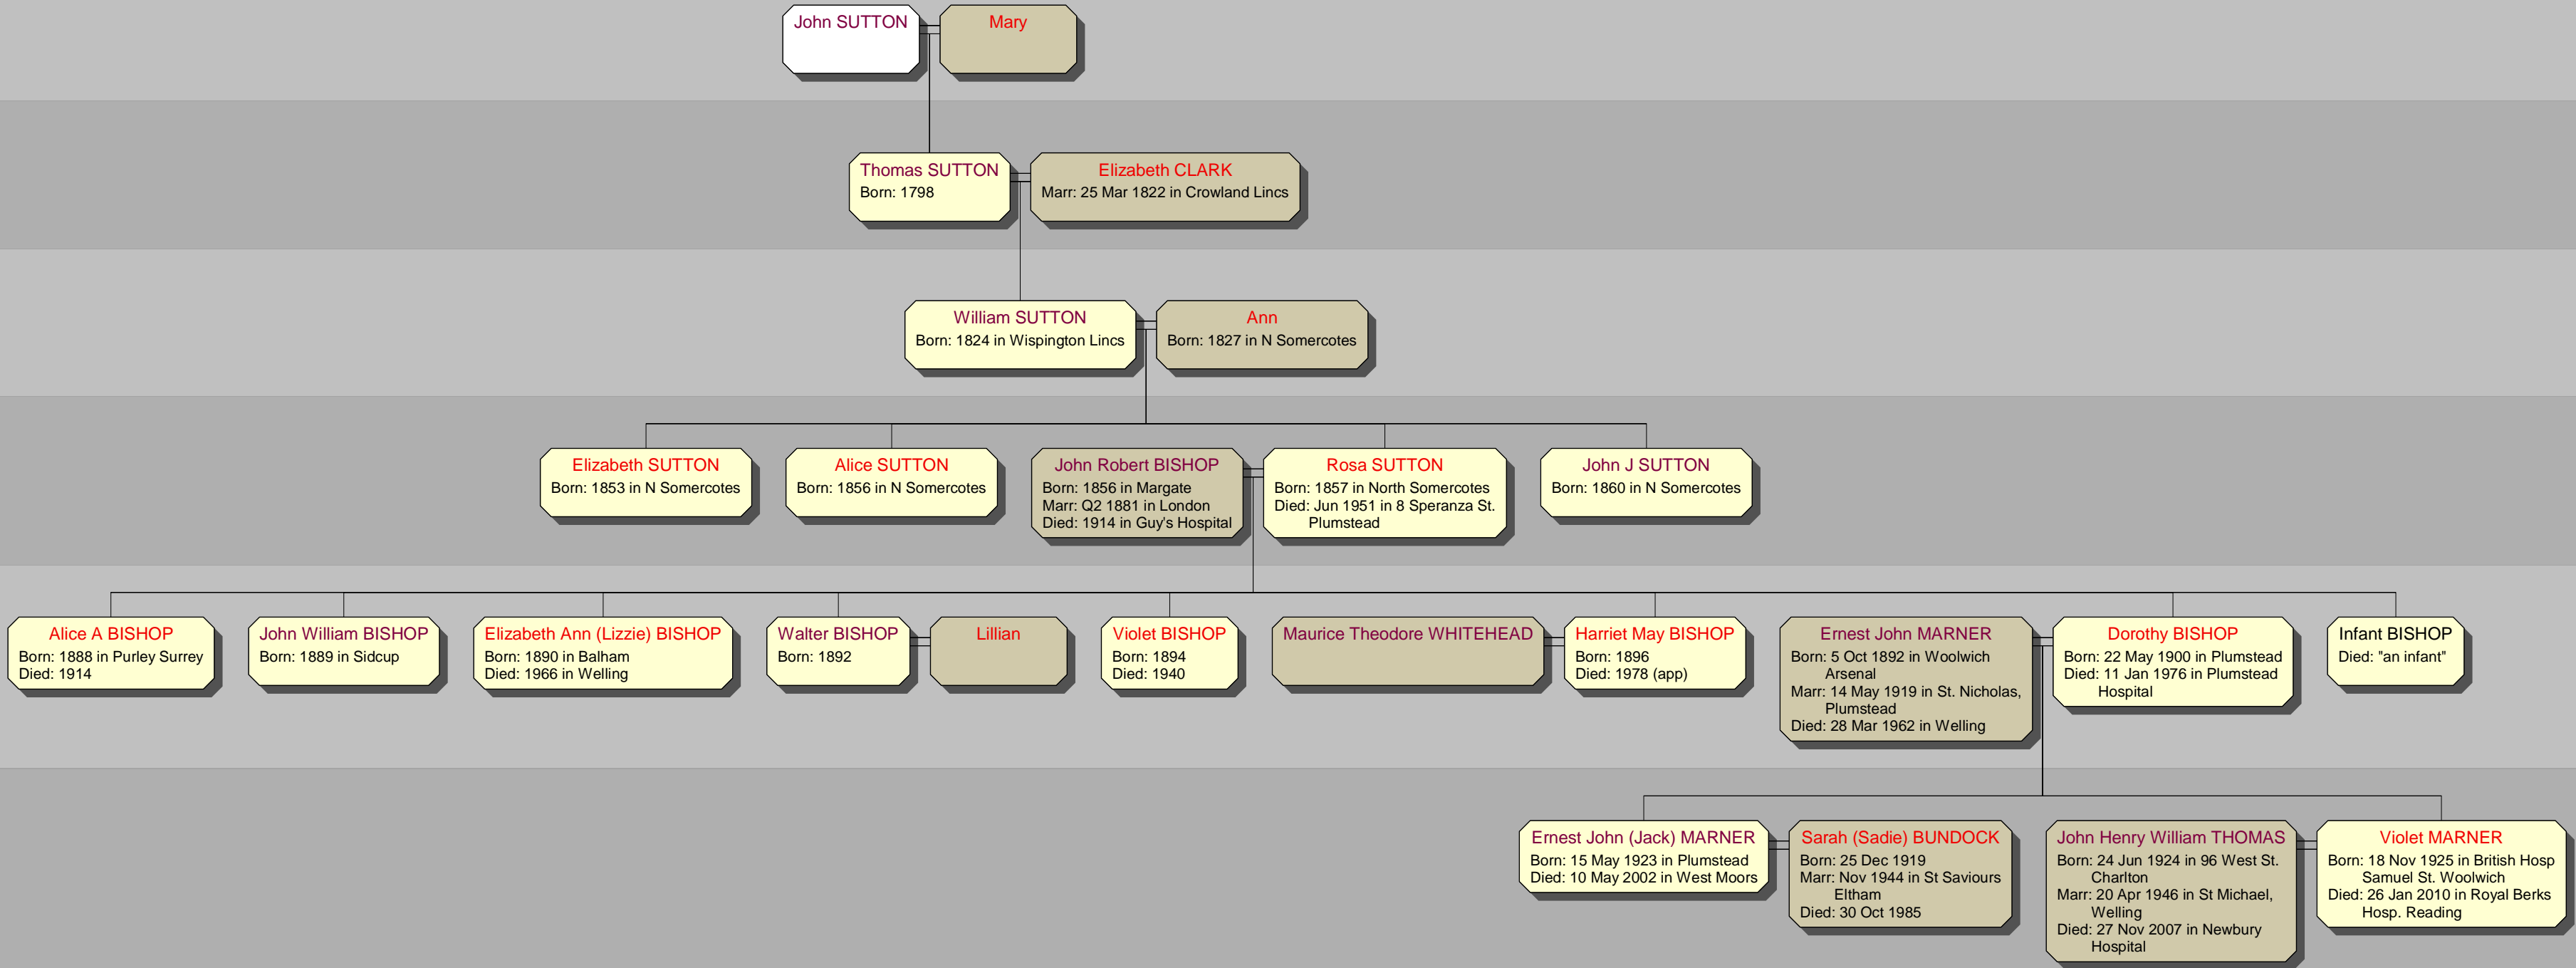 John SUTTON
Mary
Thomas SUTTON
Born: 1798
Elizabeth CLARK
Marr: 25 Mar 1822 in Crowland Lincs
William SUTTON
Born: 1824 in Wispington Lincs
Ann
Born: 1827 in N Somercotes
Elizabeth SUTTON
Born: 1853 in N Somercotes
Alice SUTTON
Born: 1856 in N Somercotes
John Robert BISHOP
Born: 1856 in Margate
Marr: Q2 1881 in London
Died: 1914 in Guy's Hospital
Rosa SUTTON
Born: 1857 in North Somercotes
Died: Jun 1951 in 8 Speranza St.
Plumstead
John J SUTTON
Born: 1860 in N Somercotes
Alice A BISHOP
Born: 1888 in Purley Surrey
Died: 1914
John William BISHOP
Born: 1889 in Sidcup
Elizabeth Ann (Lizzie) BISHOP
Born: 1890 in Balham
Died: 1966 in Welling
Walter BISHOP
Born: 1892
Lillian
Violet BISHOP
Born: 1894
Died: 1940
Maurice Theodore WHITEHEAD
Harriet May BISHOP
Born: 1896
Died: 1978 (app)
Ernest John MARNER
Born: 5 Oct 1892 in Woolwich
Arsenal
Marr: 14 May 1919 in St. Nicholas,
Plumstead
Died: 28 Mar 1962 in Welling
Dorothy BISHOP
Born: 22 May 1900 in Plumstead
Died: 11 Jan 1976 in Plumstead
Hospital
Infant BISHOP
Died: "an infant"
Ernest John (Jack) MARNER
Born: 15 May 1923 in Plumstead
Died: 10 May 2002 in West Moors
Sarah (Sadie) BUNDOCK
Born: 25 Dec 1919
Marr: Nov 1944 in St Saviours
Eltham
Died: 30 Oct 1985
John Henry William THOMAS
Born: 24 Jun 1924 in 96 West St.
Charlton
Marr: 20 Apr 1946 in St Michael,
Welling
Died: 27 Nov 2007 in Newbury
Hospital
Violet MARNER
Born: 18 Nov 1925 in British Hosp
Samuel St. Woolwich
Died: 26 Jan 2010 in Royal Berks
Hosp. Reading